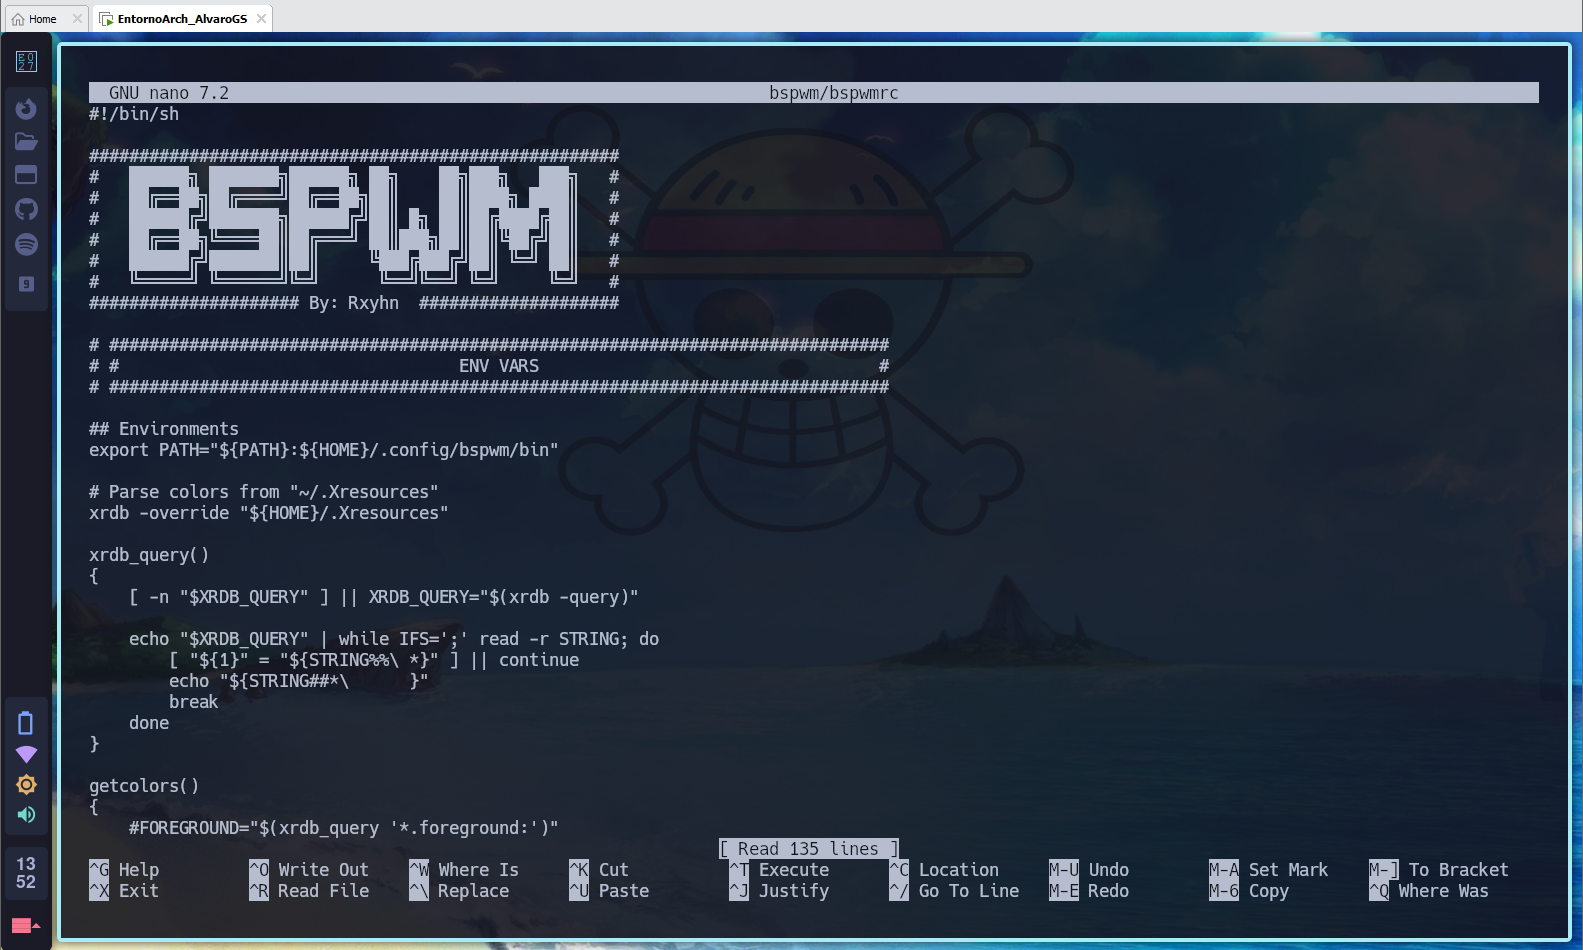 Home
EntornoArch_AlvaroGS
GNU nano 7.2 bspwm/bspwmrc
#!/bin/sh
#####################################################
# BSPWM #
##################### By: Rxyhn ####################
# ##############################################################################
# # ENV VARS #
# ##############################################################################
## Environments
export PATH="${PATH}:${HOME}/.config/bspwm/bin"
# Parse colors from "~/.Xresources"
xrdb -override "${HOME}/.Xresources"
xrdb_query()
{
    [ -n "$XRDB_QUERY" ] || XRDB_QUERY="$(xrdb -query)"
    echo "$XRDB_QUERY" | while IFS=';' read -r STRING; do
        [ "${1}" = "${STRING%%\ *}" ] || continue
        echo "${STRING##*\      }"
        break
    done
}
getcolors()
{
    #FOREGROUND="$(xrdb_query '*.foreground:')"
[ Read 135 lines ]
^G Help ^O Write Out ^W Where Is ^K Cut ^T Execute ^C Location M-U Undo M-A Set Mark M-] To Bracket
^X Exit ^R Read File ^\ Replace ^U Paste ^J Justify ^/ Go To Line M-E Redo M-6 Copy ^Q Where Was
9
13
52